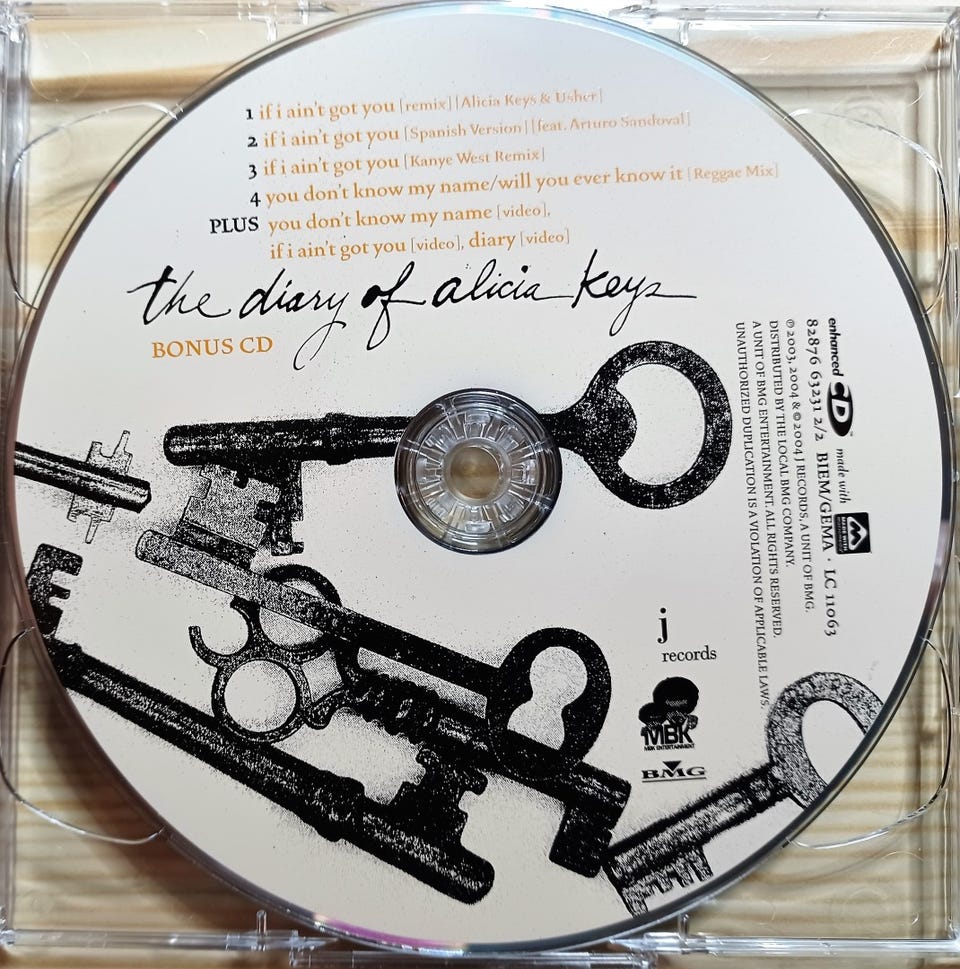 1 if i ain't got you [remix] [Alicia Keys & Usher]
2 if i ain't got you [Spanish Version] [feat. Arturo Sandoval]
3 if i ain't got you [Kanye West Remix]
4 you don't know my name/will you ever know it [Reggae Mix]
PLUS you don't know my name [video],
if i ain't got you [video], diary [video]
the diary of alicia keys
BONUS CD
enhanced CD™ made with
82876 63231 2/2 BIEM/GEMA · LC 11063
℗ 2003, 2004 & © 2004 J RECORDS, A UNIT OF BMG.
DISTRIBUTED BY THE LOCAL BMG COMPANY.
A UNIT OF BMG ENTERTAINMENT. ALL RIGHTS RESERVED.
UNAUTHORIZED DUPLICATION IS A VIOLATION OF APPLICABLE LAWS.
j
records
MBK
MBK ENTERTAINMENT
BMG